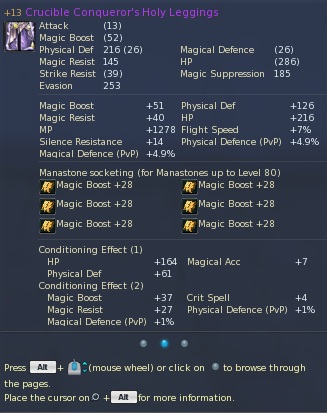 +13 Crucible Conqueror's Holy Leggings
Attack (13)
Magic Boost (52)
Physical Def 216 (26) Magical Defence (26)
Magic Resist 145 HP (286)
Strike Resist (39) Magic Suppression 185
Evasion 253
Magic Boost +51 Physical Def +126
Magic Resist +40 HP +216
MP +1278 Flight Speed +7%
Silence Resistance +14 Physical Defence (PvP) +4.9%
Magical Defence (PvP) +4.9%
Manastone socketing (for Manastones up to Level 80)
Magic Boost +28 Magic Boost +28
Magic Boost +28 Magic Boost +28
Magic Boost +28 Magic Boost +28
Conditioning Effect (1)
HP +164 Magical Acc +7
Physical Def +61
Conditioning Effect (2)
Magic Boost +37 Crit Spell +4
Magic Resist +27 Physical Defence (PvP) +1%
Magical Defence (PvP) +1%
Press Alt + (mouse wheel) or click on to browse through
the pages.
Place the cursor on + Alt for more information.